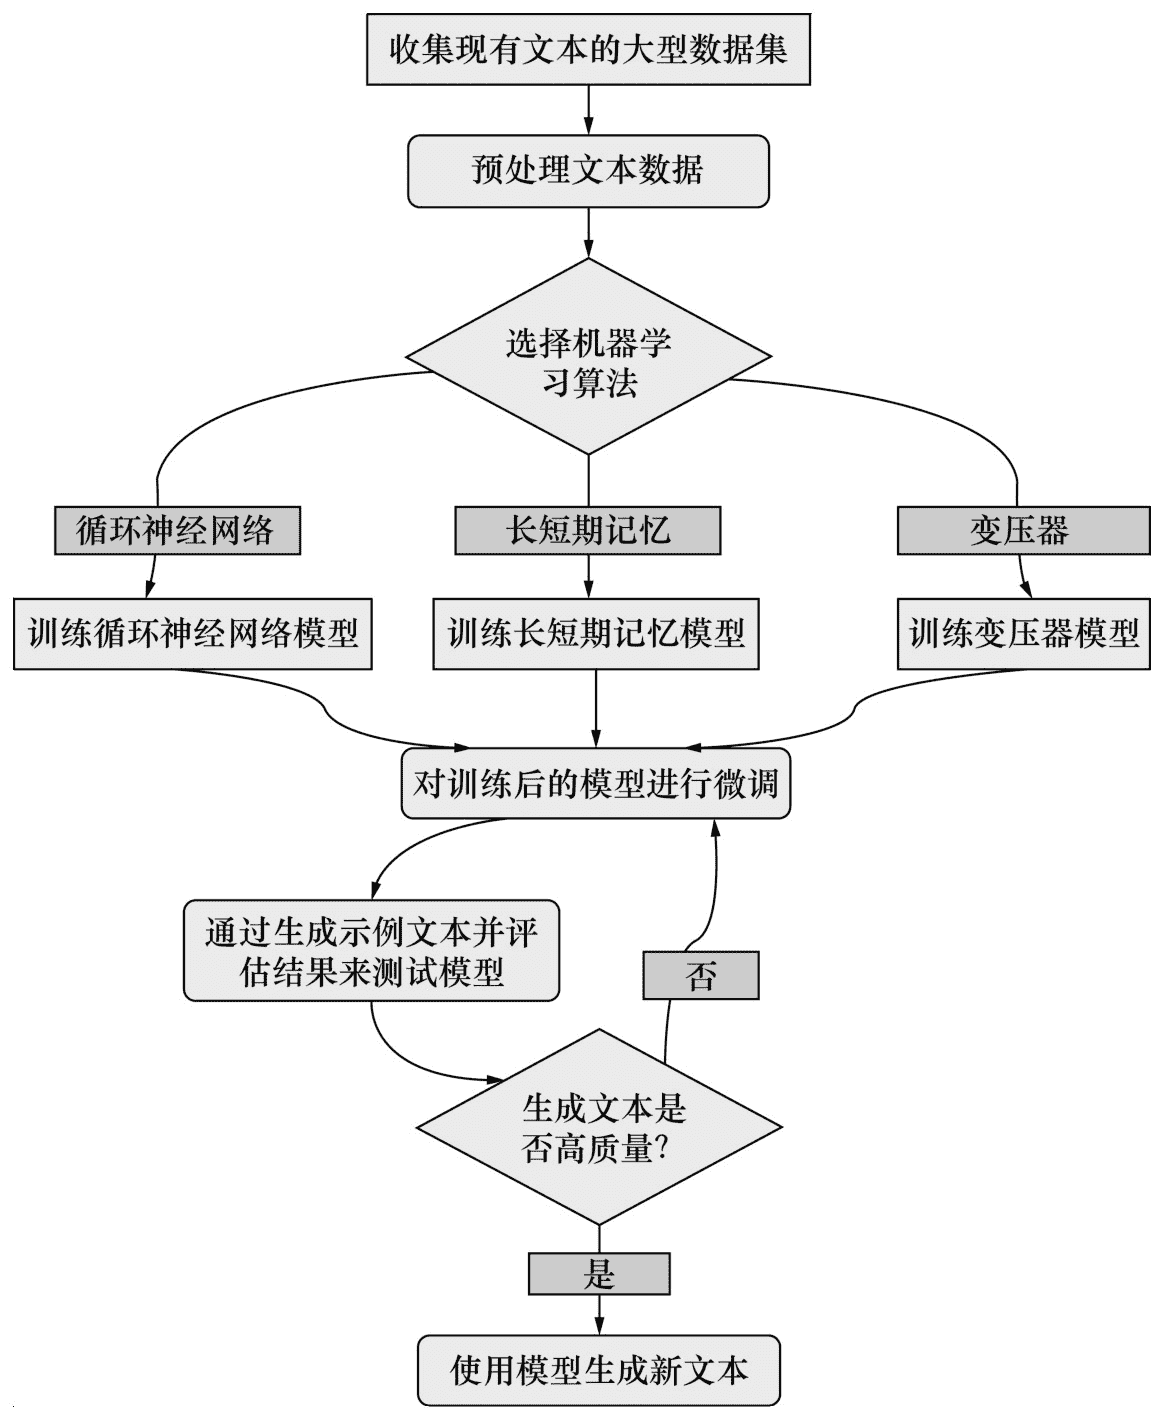 收集现有文本的大型数据集
预处理文本数据
选择机器学
习算法
循环神经网络
长短期记忆
变压器
训练循环神经网络模型
训练长短期记忆模型
训练变压器模型
对训练后的模型进行微调
通过生成示例文本并评
估结果来测试模型
否
生成文本是
否高质量?
是
使用模型生成新文本